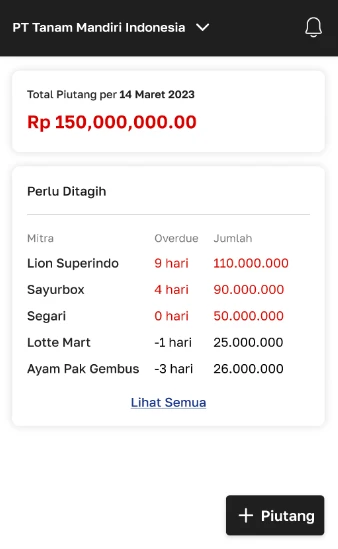 PT Tanam Mandiri Indonesia
Total Piutang per 14 Maret 2023
Rp 150,000,000.00
Perlu Ditagih
Mitra Overdue Jumlah
Lion Superindo 9 hari 110.000.000
Sayurbox 4 hari 90.000.000
Segari 0 hari 50.000.000
Lotte Mart -1 hari 25.000.000
Ayam Pak Gembus -3 hari 26.000.000
Lihat Semua
+ Piutang